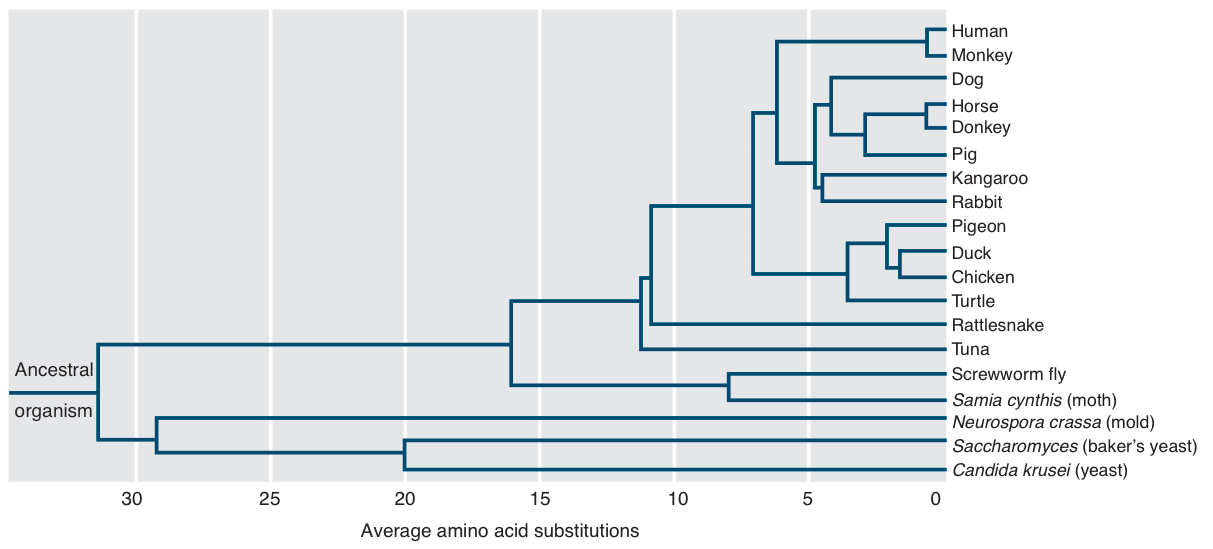 Human
Monkey
Dog
Horse
Donkey
Pig
Kangaroo
Rabbit
Pigeon
Duck
Chicken
Turtle
Rattlesnake
Tuna
Screwworm fly
Samia cynthis (moth)
Neurospora crassa (mold)
Saccharomyces (baker's yeast)
Candida krusei (yeast)
Ancestral
organism
30 25 20 15 10 5 0
Average amino acid substitutions